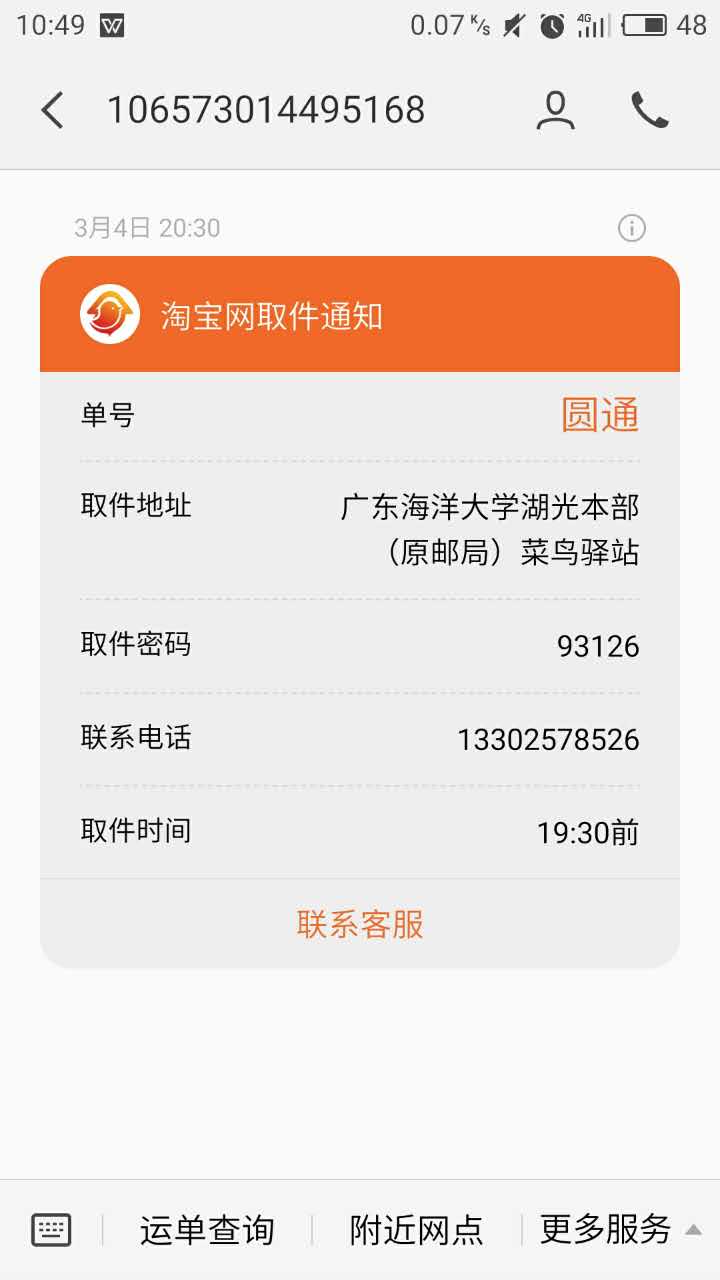 10:49 0.07 K/s 4G 48
106573014495168
3月4日 20:30
淘宝网取件通知
单号 圆通
取件地址 广东海洋大学湖光本部
（原邮局）菜鸟驿站
取件密码 93126
联系电话 13302578526
取件时间 19:30前
联系客服
运单查询 附近网点 更多服务